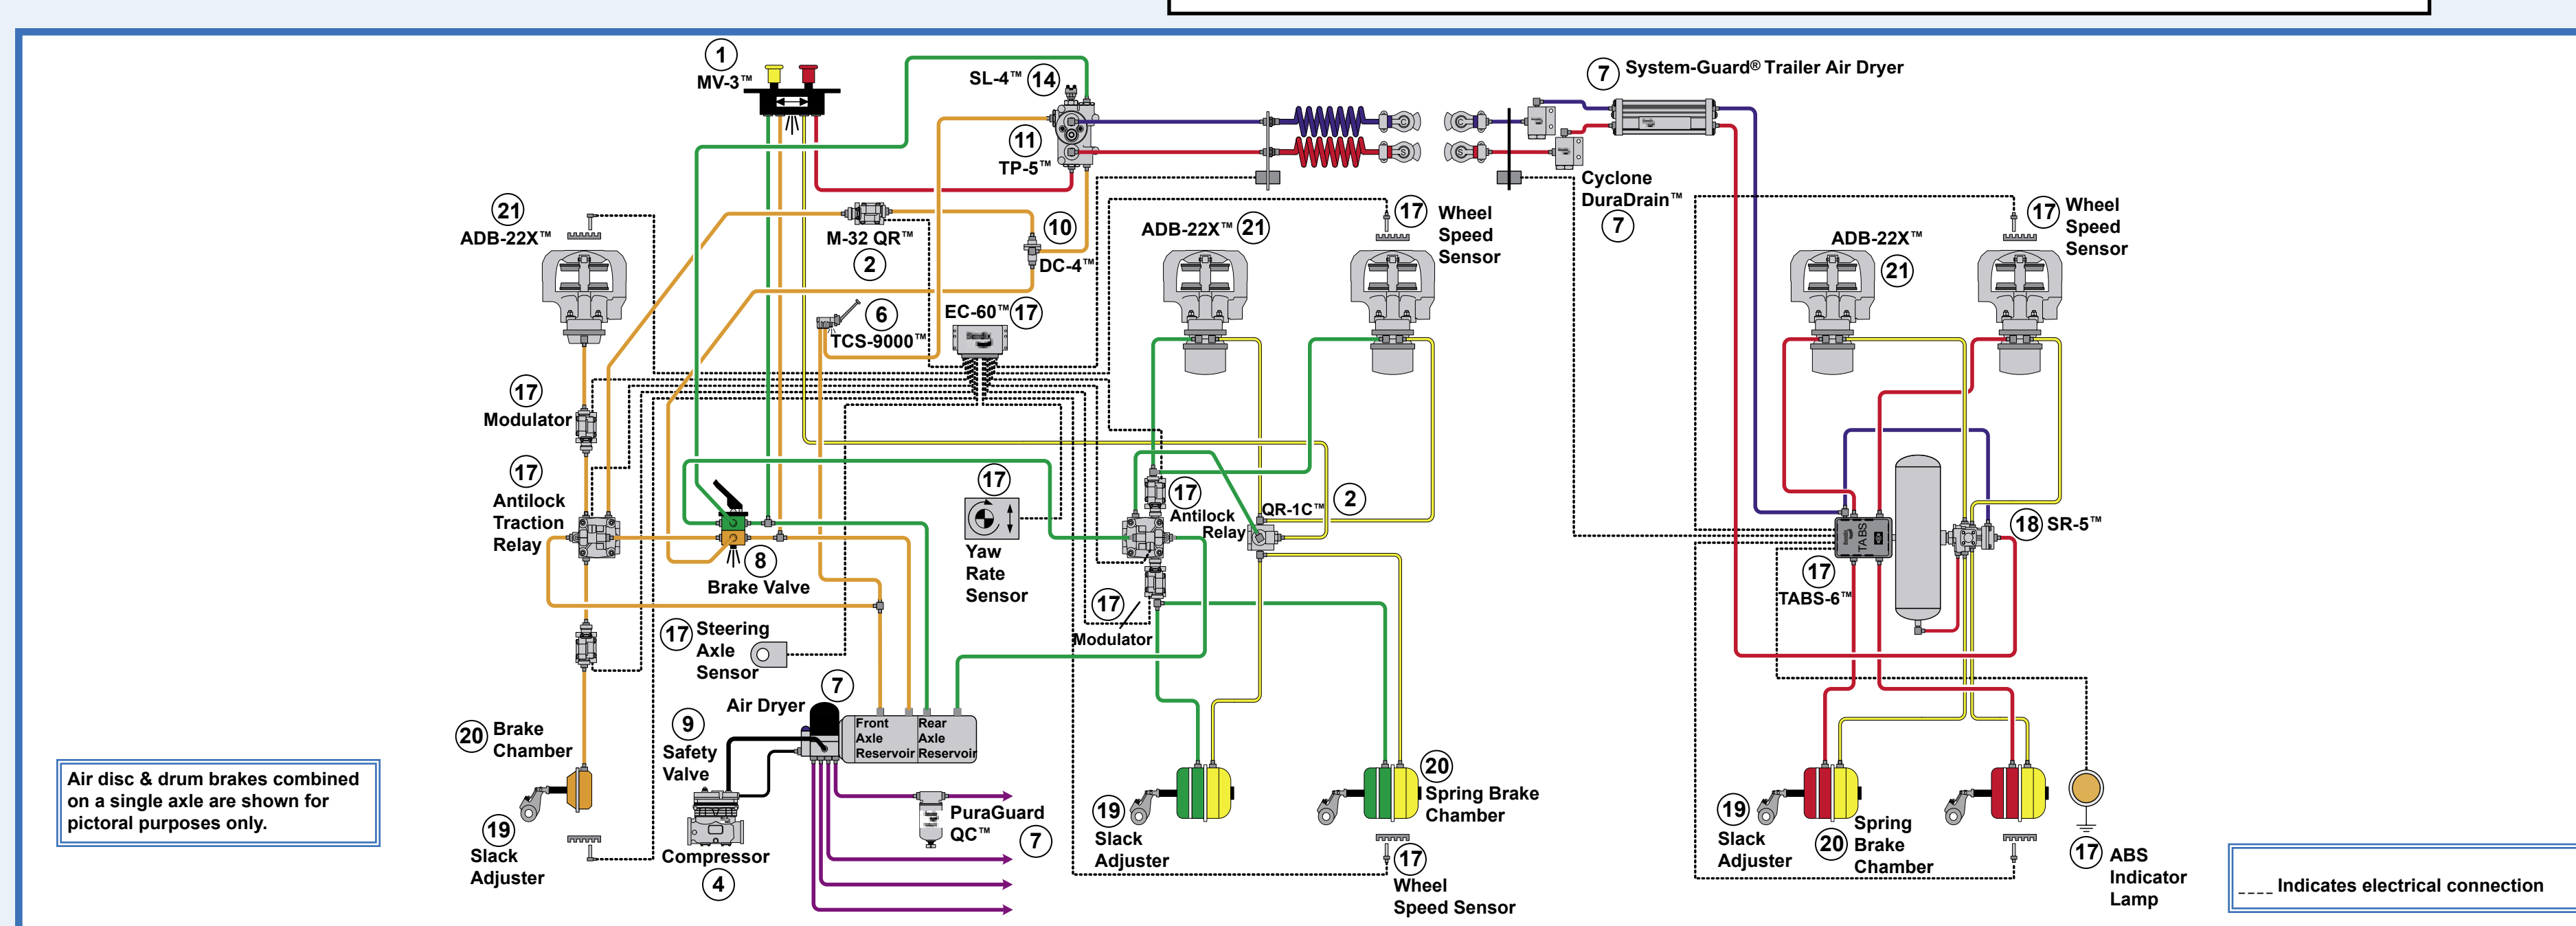 1
MV-3™
SL-4™ 14
11
TP-5™
C
S
C
S
7 System-Guard® Trailer Air Dryer
Cyclone
DuraDrain™
7
21
ADB-22X™
M-32 QR™
2
10
DC-4™
6
TCS-9000™
EC-60™ 17
ADB-22X™ 21
17 Wheel
Speed
Sensor
ADB-22X™
21
17 Wheel
Speed
Sensor
17
Modulator
17
Antilock
Traction
Relay
8
Brake Valve
17
Yaw
Rate
Sensor
17
Antilock
Relay
QR-1C™
2
17
Modulator
TABS
18 SR-5™
17
TABS-6™
17 Steering
Axle
Sensor
7
Air Dryer
Front
Axle
Reservoir
Rear
Axle
Reservoir
9
Safety
Valve
Compressor
4
PuraGuard
QC™
7
20 Brake
Chamber
19
Slack
Adjuster
19
Slack
Adjuster
20
Spring Brake
Chamber
17
Wheel
Speed Sensor
19
Slack
Adjuster
20
Spring
Brake
Chamber
17 ABS
Indicator
Lamp
Air disc & drum brakes combined
on a single axle are shown for
pictoral purposes only.
---- Indicates electrical connection